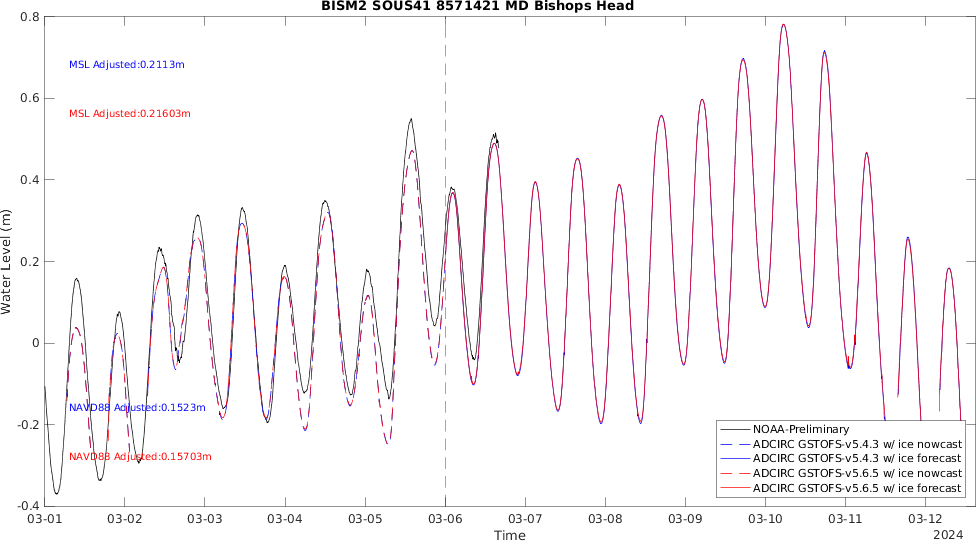 BISM2 SOUS41 8571421 MD Bishops Head
0.8
0.6
0.4
0.2
0
-0.2
-0.4
Water Level (m)
MSL Adjusted:0.2113m
MSL Adjusted:0.21603m
NAVD88 Adjusted:0.1523m
NAVD88 Adjusted:0.15703m
NOAA-Preliminary
ADCIRC GSTOFS-v5.4.3 w/ ice nowcast
ADCIRC GSTOFS-v5.4.3 w/ ice forecast
ADCIRC GSTOFS-v5.6.5 w/ ice nowcast
ADCIRC GSTOFS-v5.6.5 w/ ice forecast
03-01 03-02 03-03 03-04 03-05 03-06 03-07 03-08 03-09 03-10 03-11 03-12
Time
2024